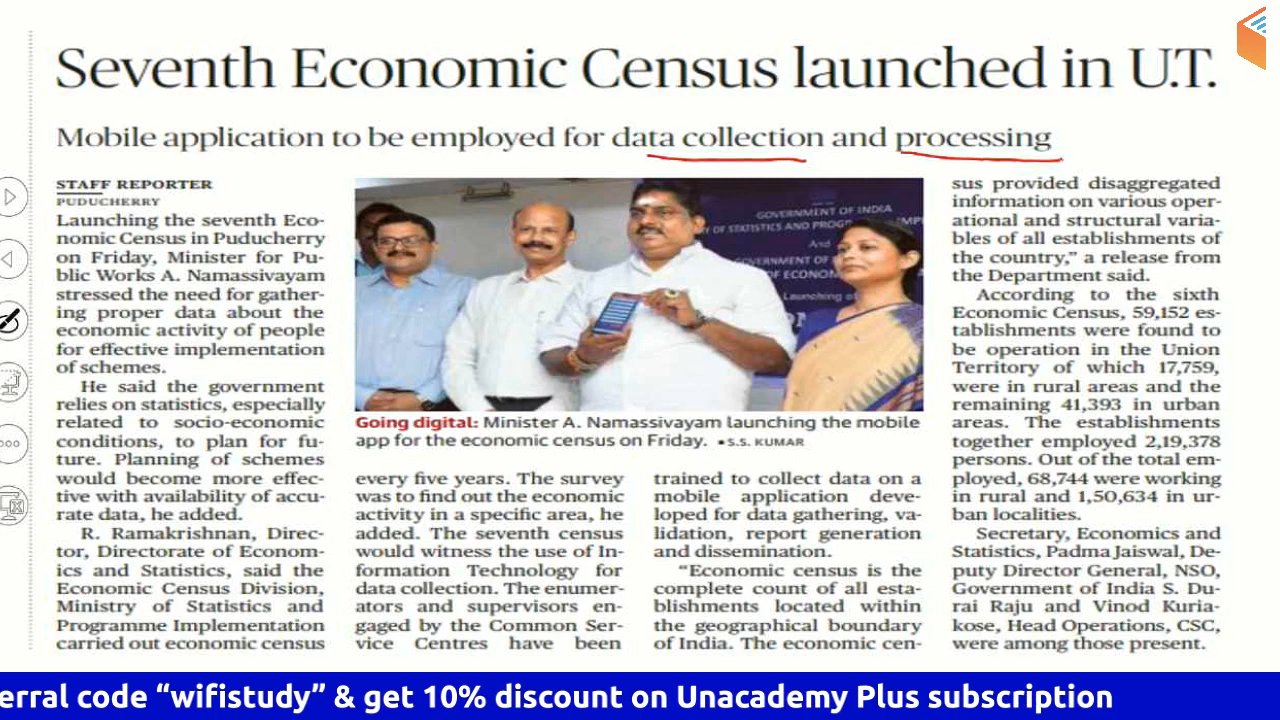 Seventh Economic Census launched in U.T.
Mobile application to be employed for data collection and processing
STAFF REPORTER
PUDUCHERRY
Launching the seventh Eco-
nomic Census in Puducherry
on Friday, Minister for Pu-
blic Works A. Namassivayam
stressed the need for gather-
ing proper data about the
economic activity of people
for effective implementation
of schemes.
He said the government
relies on statistics, especially
related to socio-economic
conditions, to plan for fu-
ture. Planning of schemes
would become more effec-
tive with availability of accu-
rate data, he added.
R. Ramakrishnan, Direc-
tor, Directorate of Econom-
ics and Statistics, said the
Economic Census Division,
Ministry of Statistics and
Programme Implementation
carried out economic census
GOVERNMENT OF INDIA
OF STATISTICS AND PROG
And
GOVERNMENT OF
OF ECONOM
Launching of
Going digital: Minister A. Namassivayam launching the mobile
app for the economic census on Friday. •S.S. KUMAR
every five years. The survey
was to find out the economic
activity in a specific area, he
added. The seventh census
would witness the use of In-
formation Technology for
data collection. The enumer-
ators and supervisors en-
gaged by the Common Ser-
vice Centres have been
trained to collect data on a
mobile application deve-
loped for data gathering, va-
lidation, report generation
and dissemination.
“Economic census is the
complete count of all esta-
blishments located within
the geographical boundary
of India. The economic cen-
sus provided disaggregated
information on various oper-
ational and structural varia-
bles of all establishments of
the country,” a release from
the Department said.
According to the sixth
Economic Census, 59,152 es-
tablishments were found to
be operation in the Union
Territory of which 17,759,
were in rural areas and the
remaining 41,393 in urban
areas. The establishments
together employed 2,19,378
persons. Out of the total em-
ployed, 68,744 were working
in rural and 1,50,634 in ur-
ban localities.
Secretary, Economics and
Statistics, Padma Jaiswal, De-
puty Director General, NSO,
Government of India S. Du-
rai Raju and Vinod Kuria-
kose, Head Operations, CSC,
were among those present.
erral code “wifistudy” & get 10% discount on Unacademy Plus subscription